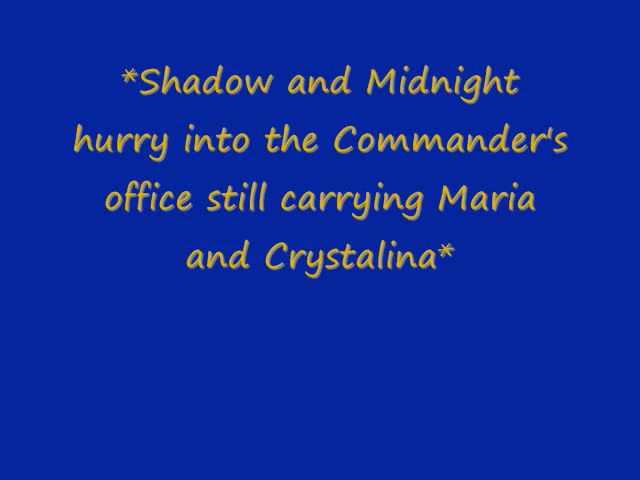 *Shadow and Midnight
hurry into the Commander's
office still carrying Maria
and Crystalina*